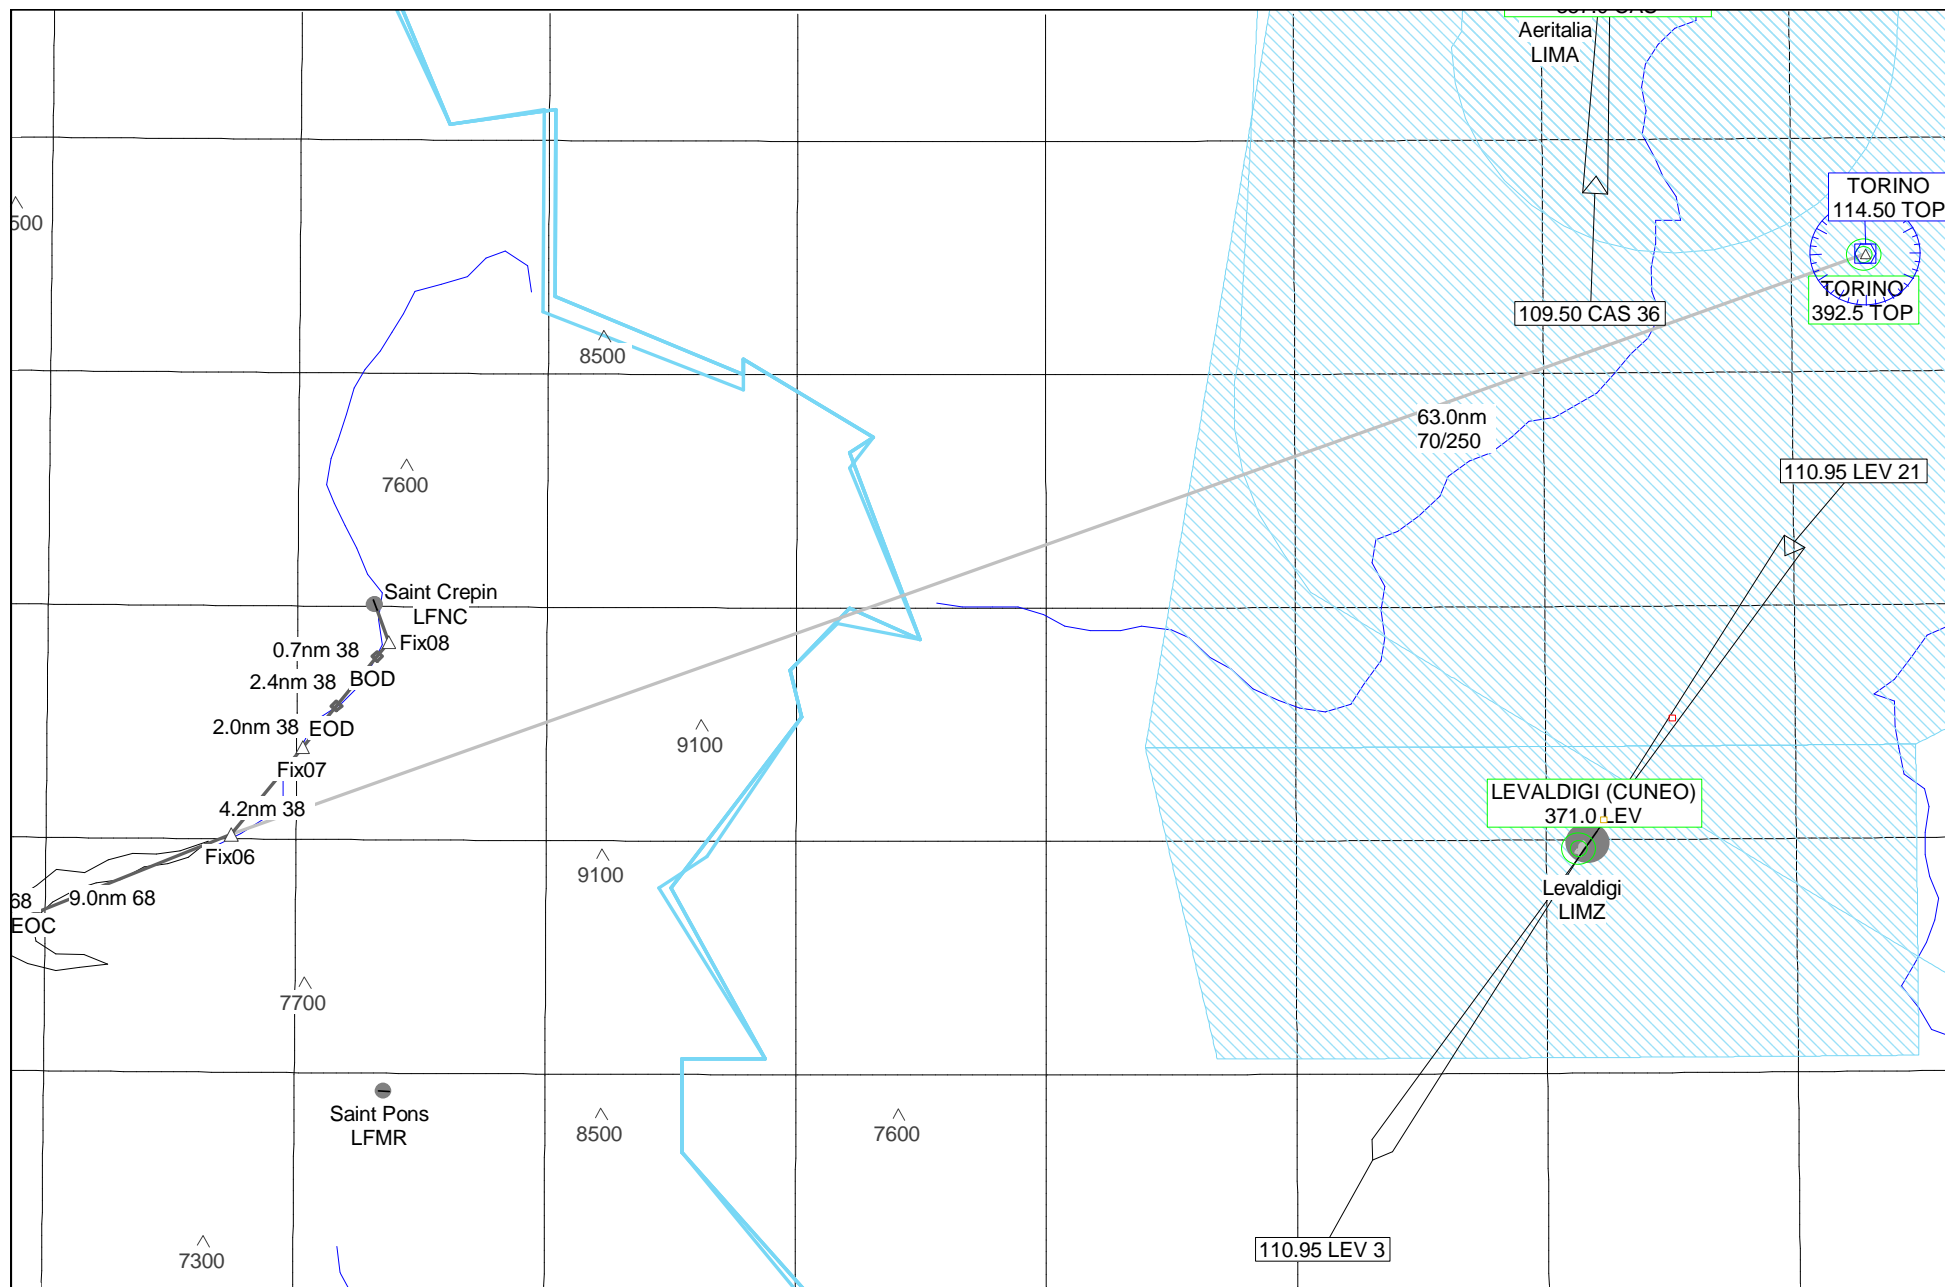 Aeritalia
LIMA
TORINO
114.50 TOP
500
TORINO
392.5 TOP
109.50 CAS 36
8500
63.0nm
70/250
110.95 LEV 21
7600
Saint Crepin
LFNC
Fix08
0.7nm 38
BOD
2.4nm 38
2.0nm 38
EOD
9100
Fix07
4.2nm 38
LEVALDIGI (CUNEO)
371.0 LEV
Fix06
9100
9.0nm 68
68
EOC
Levaldigi
LIMZ
7700
Saint Pons
LFMR
8500
7600
7300
110.95 LEV 3